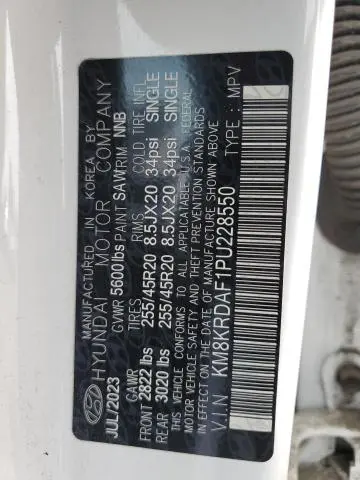 MANUFACTURED IN KOREA BY
HYUNDAI MOTOR COMPANY
JUL/2023 GVWR 5600lbs PAINT SAW TRIM NNB
GAWR TIRES RIMS COLD TIRE INFL
FRONT 2822 lbs 255/45R20 8.5JX20 34psi SINGLE
REAR 3020 lbs 255/45R20 8.5JX20 34psi SINGLE
THIS VEHICLE CONFORMS TO ALL APPLICABLE U.S.A. FEDERAL
MOTOR VEHICLE SAFETY AND THEFT PREVENTION STANDARDS
IN EFFECT ON THE DATE OF MANUFACTURE SHOWN ABOVE
V.I.N : KM8KRDAF1PU228550 TYPE : MPV